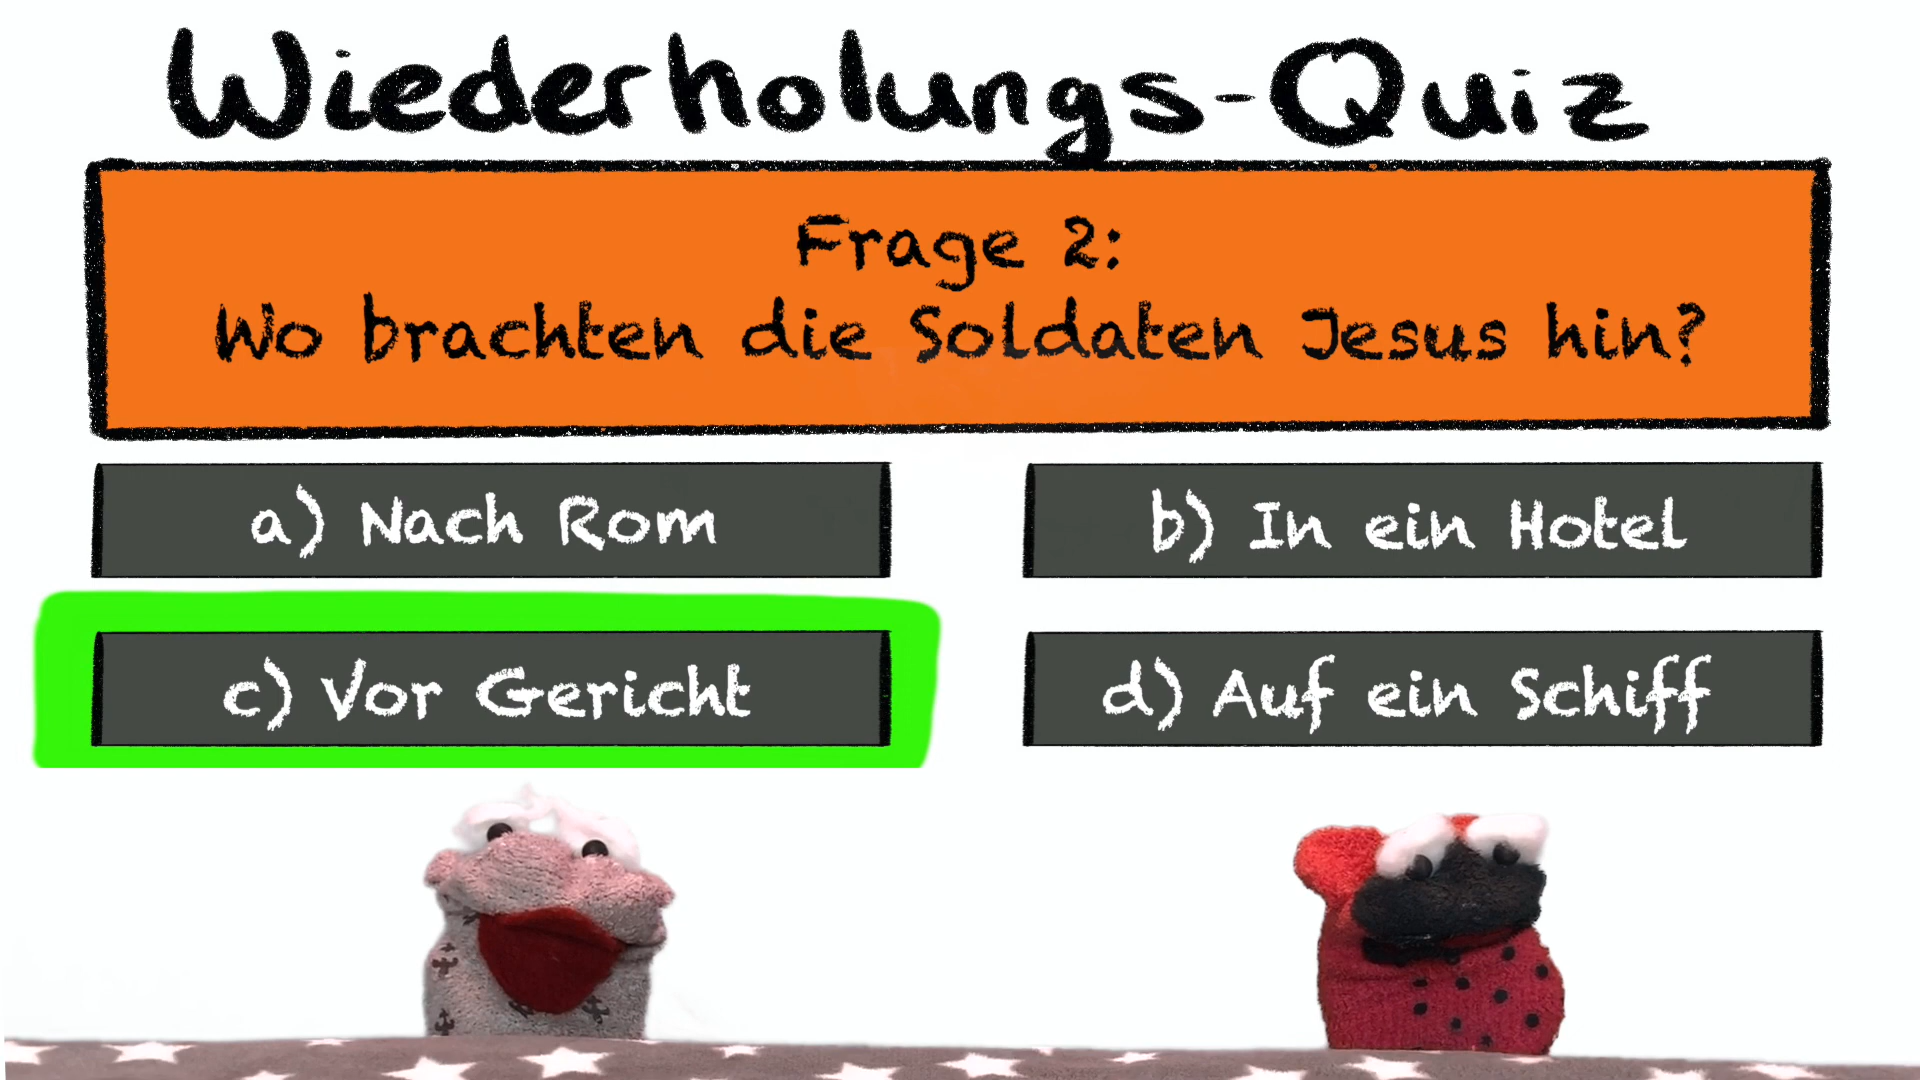 Wiederholungs-Quiz
Frage 2:
Wo brachten die Soldaten Jesus hin?
a) Nach Rom
b) In ein Hotel
c) Vor Gericht
d) Auf ein Schiff